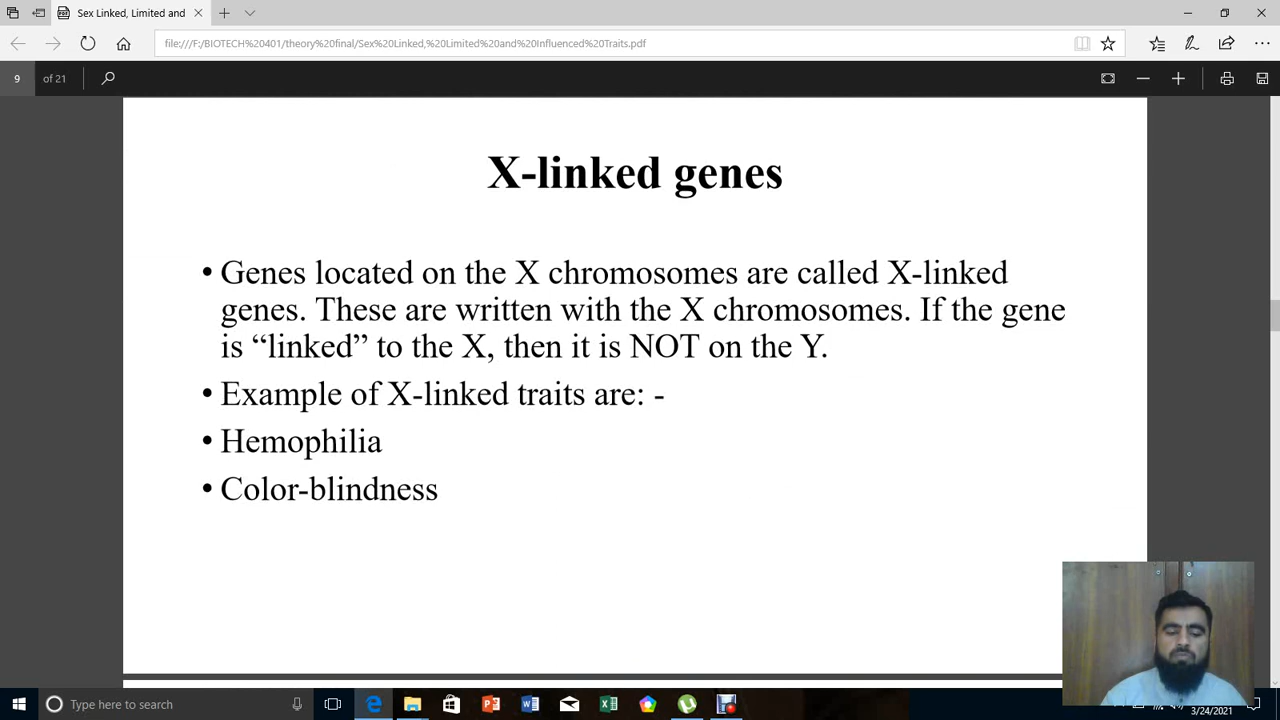 Sex Linked, Limited and
file:///F:/BIOTECH%20401/theory%20final/Sex%20Linked,%20Limited%20and%20Influenced%20Traits.pdf
9 of 21
X-linked genes
• Genes located on the X chromosomes are called X-linked
genes. These are written with the X chromosomes. If the gene
is “linked” to the X, then it is NOT on the Y.
• Example of X-linked traits are: -
• Hemophilia
• Color-blindness
Type here to search
3/24/2021